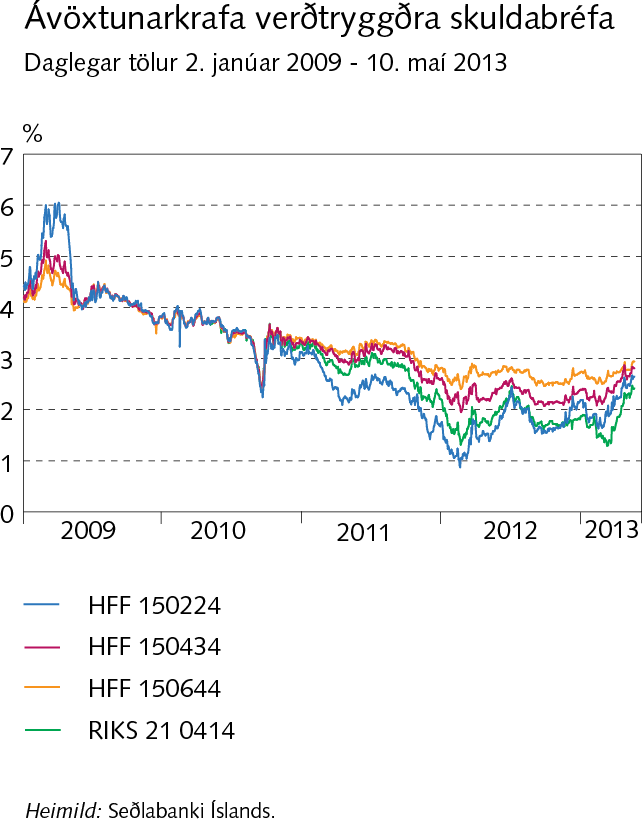 Ávöxtunarkrafa verðtryggðra skuldabréfa
Daglegar tölur 2. janúar 2009 - 10. maí 2013
%
7
6
5
4
3
2
1
0
2009 2010 2011 2012 2013
HFF 150224
HFF 150434
HFF 150644
RIKS 21 0414
Heimild: Seðlabanki Íslands.